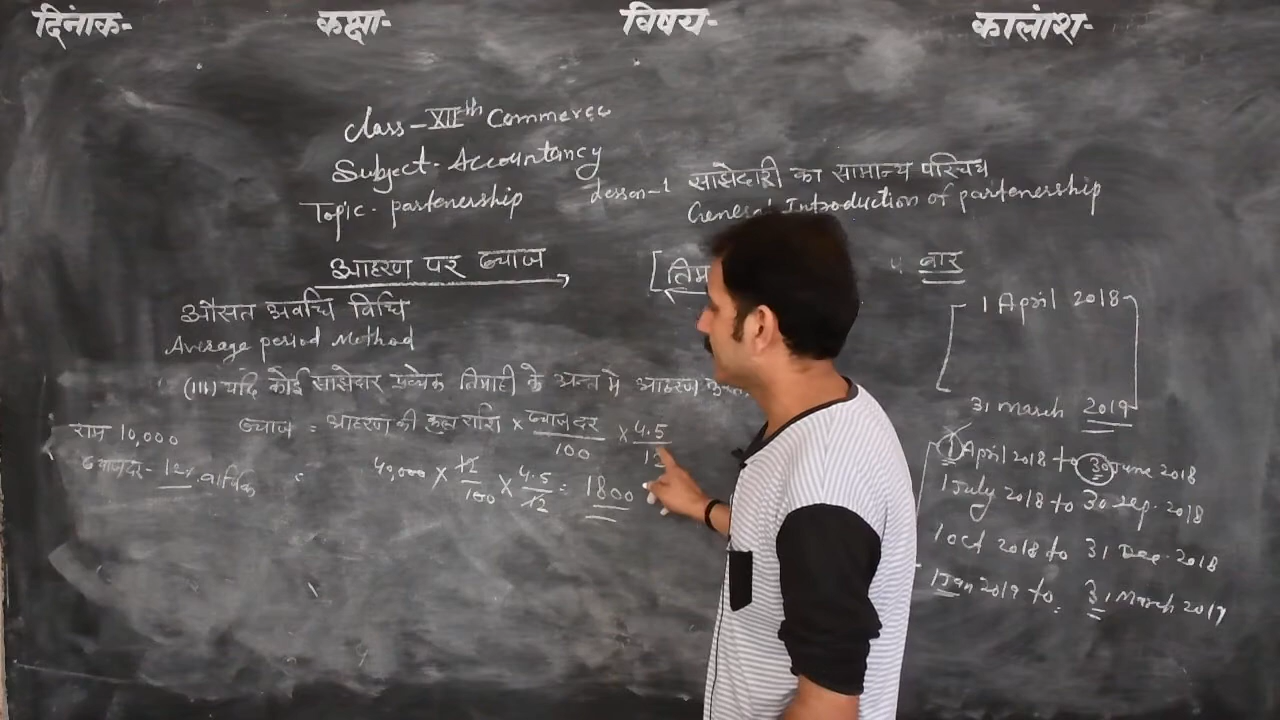 दिंनाक- कक्षा- विषय- कालांश-
Class - XIIth Commerce
Subject - Accountancy
Topic - partenership
Lesson-1 साझेदारी का सामान्य परिचय
General Introduction of partenership
आहरण पर ब्याज
[तिम
बार
औसत अवधि विधि
Average period Method
(III) यदि कोई साझेदार प्रत्येक तिमाही के अन्त मे आहरण
ब्याज = आहरण की कुल राशि × ब्याज दर/100 × 4.5/12
राम 10,000
ब्याजदर - 12% वार्षिक
= 40,000 × 12/100 × 4.5/12 = 1800
1 April 2018
31 march 2019
1 April 2018 to 30 June 2018
1 July 2018 to 30 sep. 2018
1 oct 2018 to 31 Dec. 2018
1 Jan 2019 to 31 March 2019